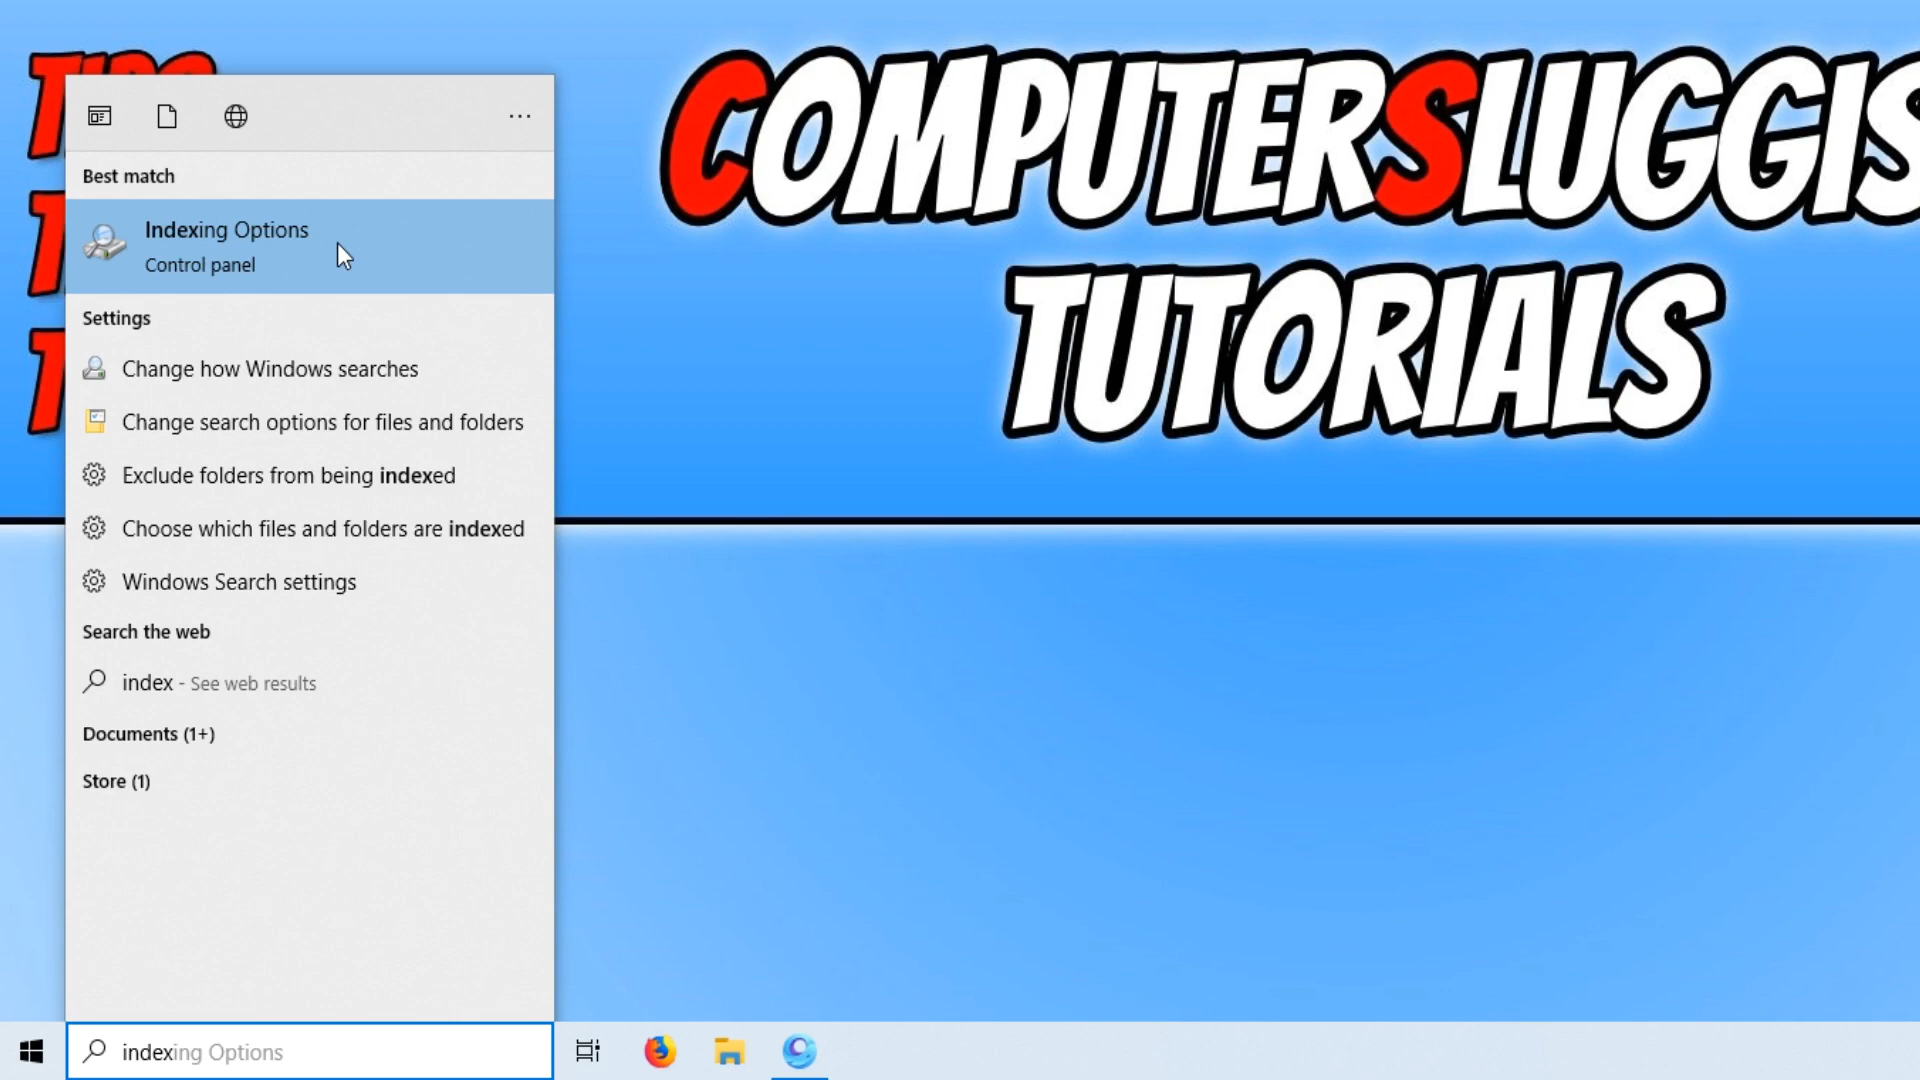 COMPUTERSLUGGIS
TUTORIALS
Best match
Indexing Options
Control panel
Settings
Change how Windows searches
Change search options for files and folders
Exclude folders from being indexed
Choose which files and folders are indexed
Windows Search settings
Search the web
index - See web results
Documents (1+)
Store (1)
indexing Options